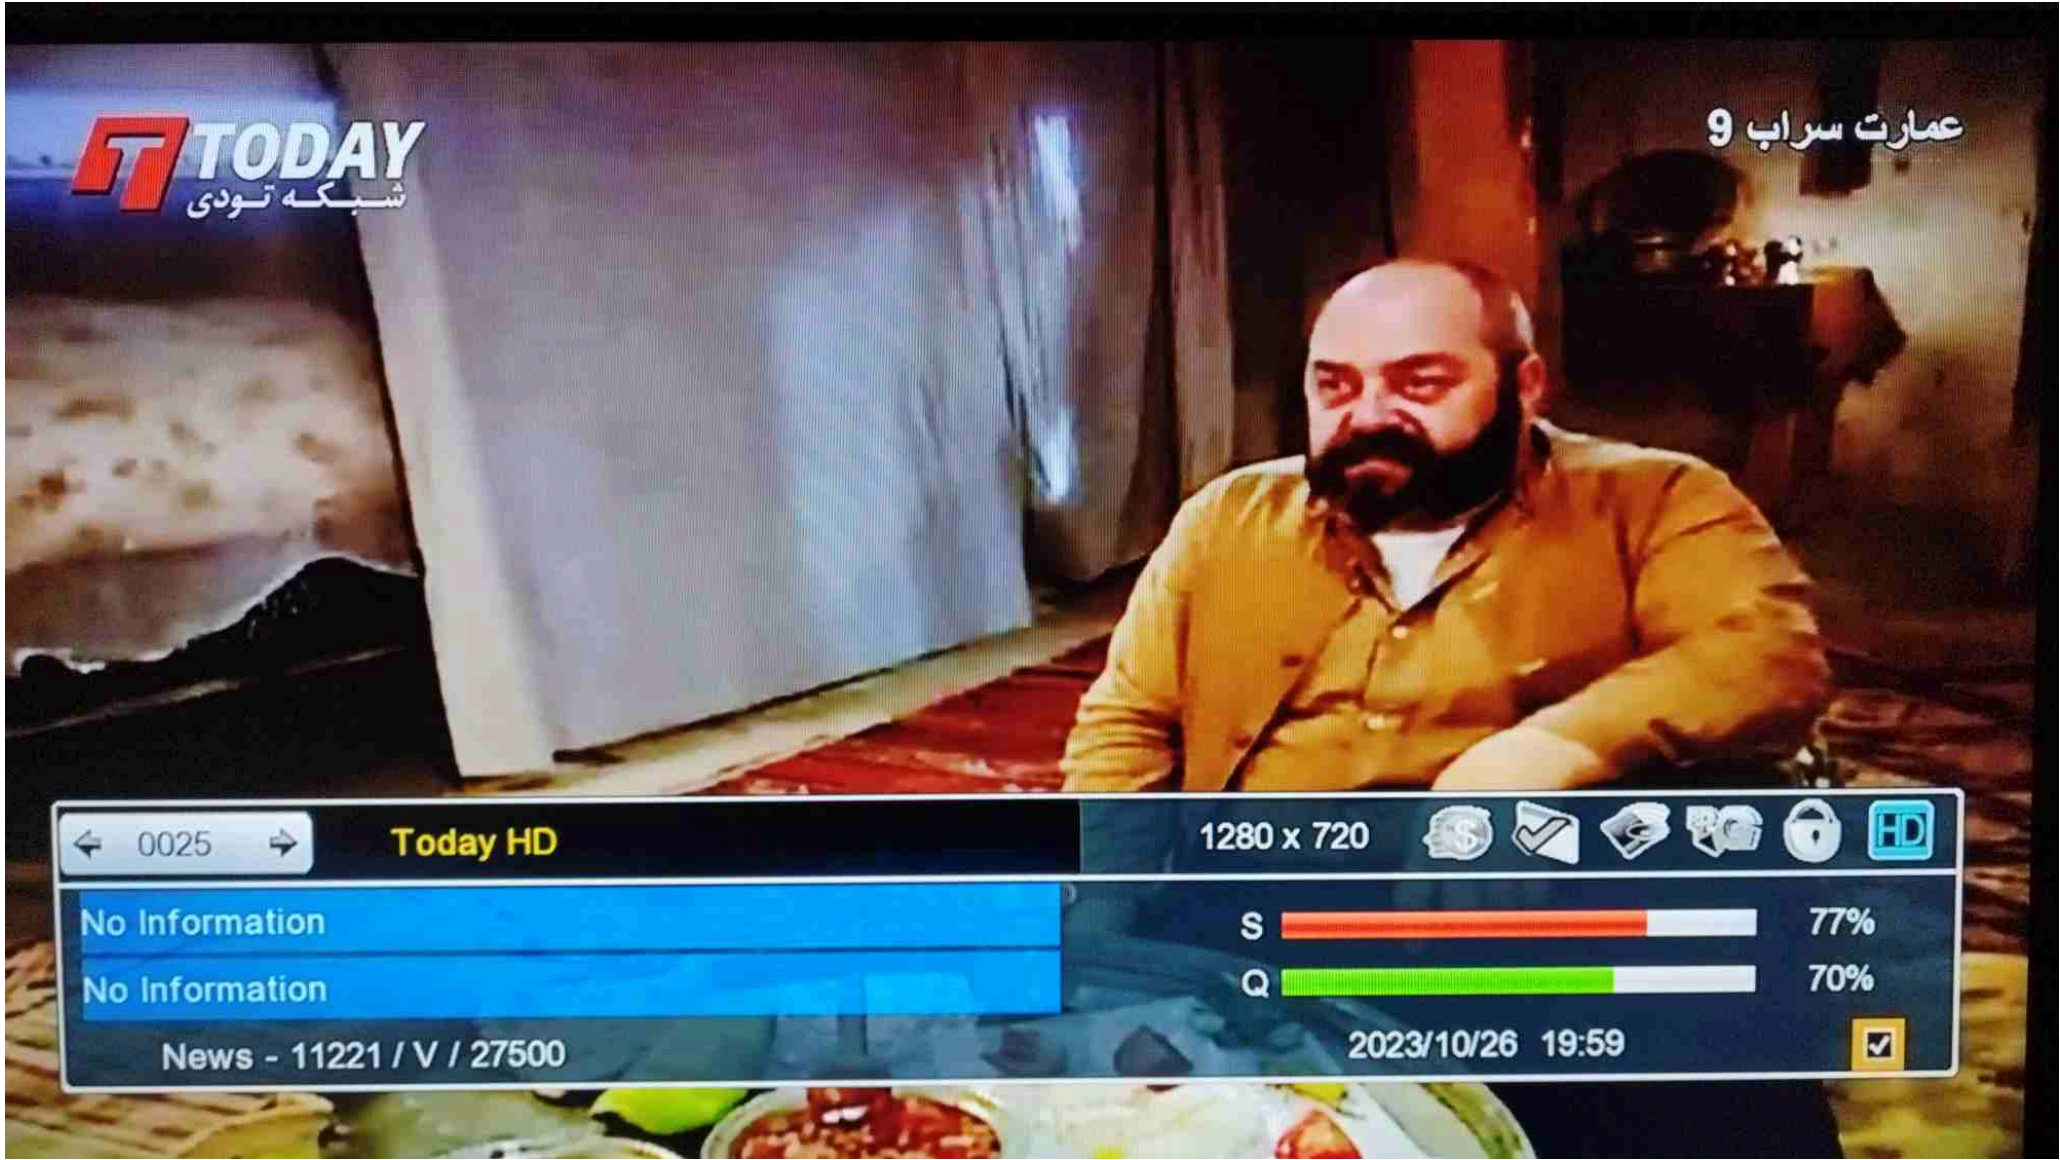 TODAY
شبکه تودی
عمارت سراب 9
0025
Today HD
1280 x 720
HD
No Information
S 77%
No Information
Q 70%
News - 11221 / V / 27500
2023/10/26 19:59